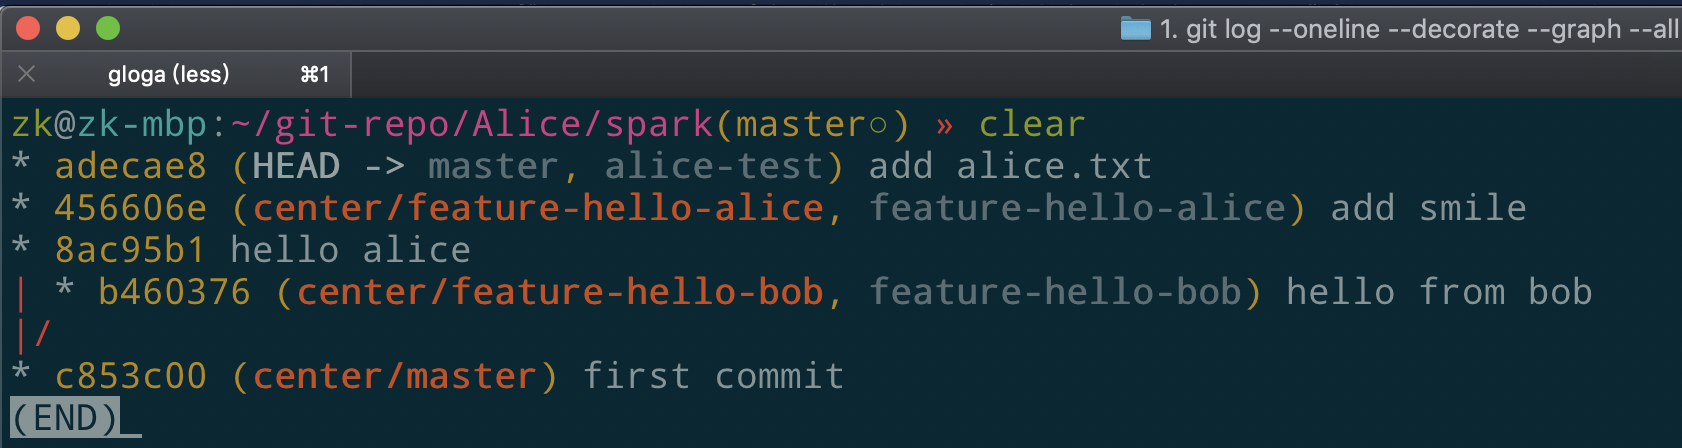 1. git log --oneline --decorate --graph --all
gloga (less) ⌘1
zk@zk-mbp:~/git-repo/Alice/spark(master○) » clear
* adecae8 (HEAD -> master, alice-test) add alice.txt
* 456606e (center/feature-hello-alice, feature-hello-alice) add smile
* 8ac95b1 hello alice
| * b460376 (center/feature-hello-bob, feature-hello-bob) hello from bob
|/
* c853c00 (center/master) first commit
(END)